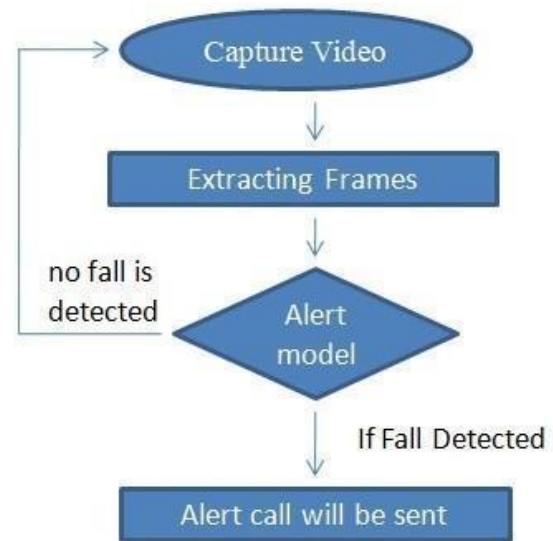 Capture Video
Extracting Frames
no fall is
detected
Alert
model
If Fall Detected
Alert call will be sent